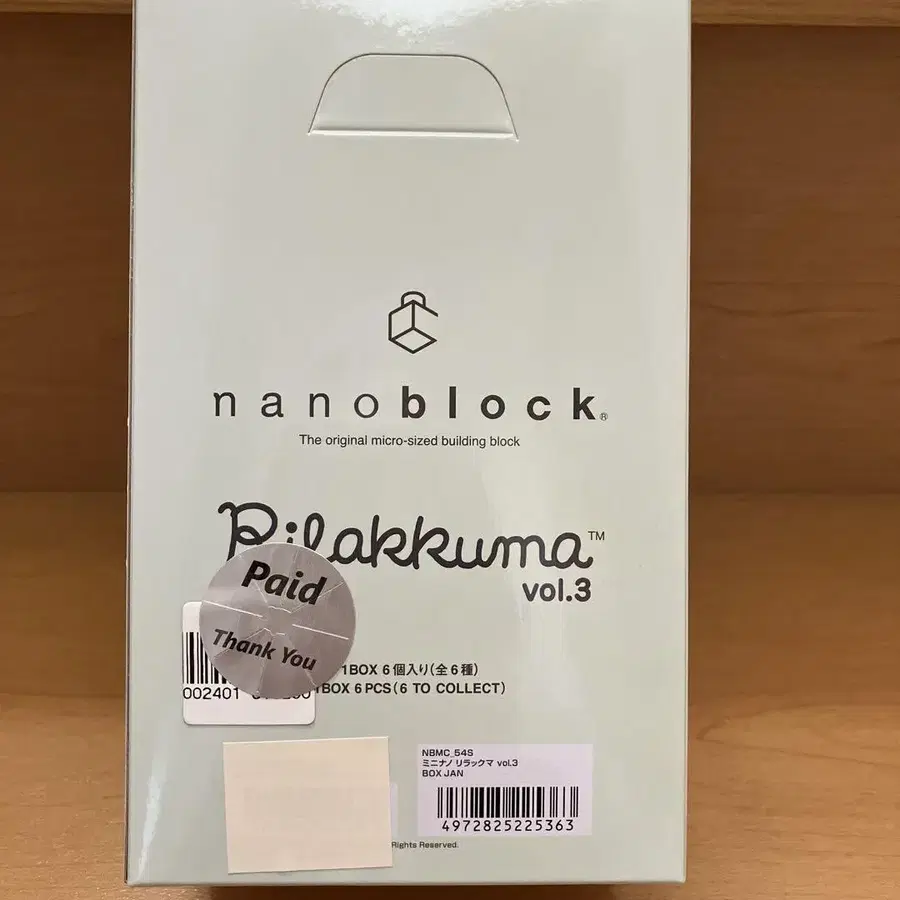 nanoblock®
The original micro-sized building block
Rilakkuma™
vol.3
Paid
Thank You
002401
1BOX 6個入り(全6種)
1BOX 6 PCS(6 TO COLLECT)
NBMC_54S
ミニナノ リラックマ vol.3
BOX JAN
4972825225363
Rights Reserved.